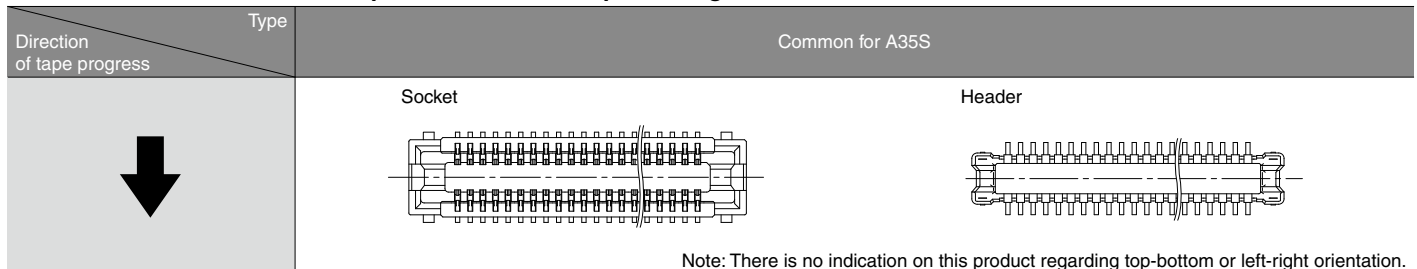 Type
Direction
of tape progress
Common for A35S
Socket
Header
Note: There is no indication on this product regarding top-bottom or left-right orientation.